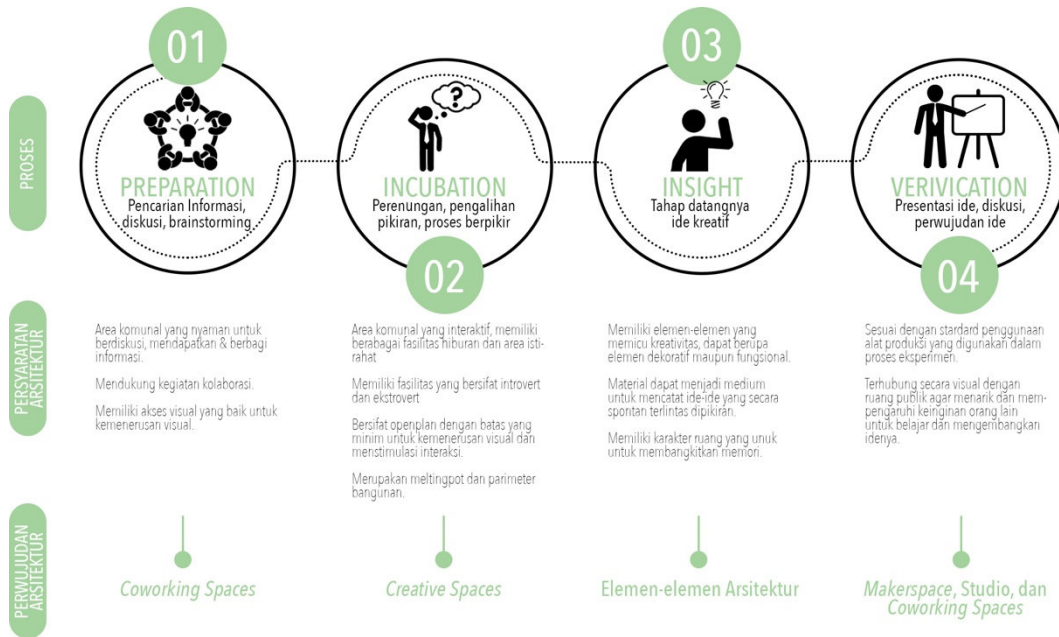 01
03
PROSES
PREPARATION
Pencarian Informasi,
diskusi, brainstorming
?
INCUBATION
Perenungan, pengalihan
pikiran, proses berpikir
INSIGHT
Tahap datangnya
ide kreatif
VERIVICATION
Presentasi ide, diskusi,
perwujudan ide
02
04
PERSYARATAN
ARSITEKTUR
Area komunal yang nyaman untuk
berdiskusi, mendapatkan & berbagi
informasi.
Mendukung kegiatan kolaborasi.
Memiliki akses visual yang baik untuk
kemenerusan visual.
Area komunal yang interaktif, memiliki
berabagai fasilitas hiburan dan area isti-
rahat
Memiliki fasilitas yang bersifat introvert
dan ekstrovert
Bersifat openplan dengan batas yang
minim untuk kemenerusan visual dan
menstimulasi interaksi.
Merupakan meltingpot dan parimeter
bangunan.
Memiliki elemen-elemen yang
memicu kreativitas, dapat berupa
elemen dekoratif maupun fungsional.
Material dapat menjadi medium
untuk mencatat ide-ide yang secara
spontan terlintas dipikiran.
Memiliki karakter ruang yang unuk
untuk membangkitkan memori.
Sesuai dengan standard penggunaan
alat produksi yang digunakan dalam
proses eksperimen.
Terhubung secara visual dengan
ruang publik agar menarik dan mem-
pengaruhi keinginan orang lain
untuk belajar dan mengembangkan
idenya.
PERWUJUDAN
ARSITEKTUR
Coworking Spaces
Creative Spaces
Elemen-elemen Arsitektur
Makerspace, Studio, dan
Coworking Spaces